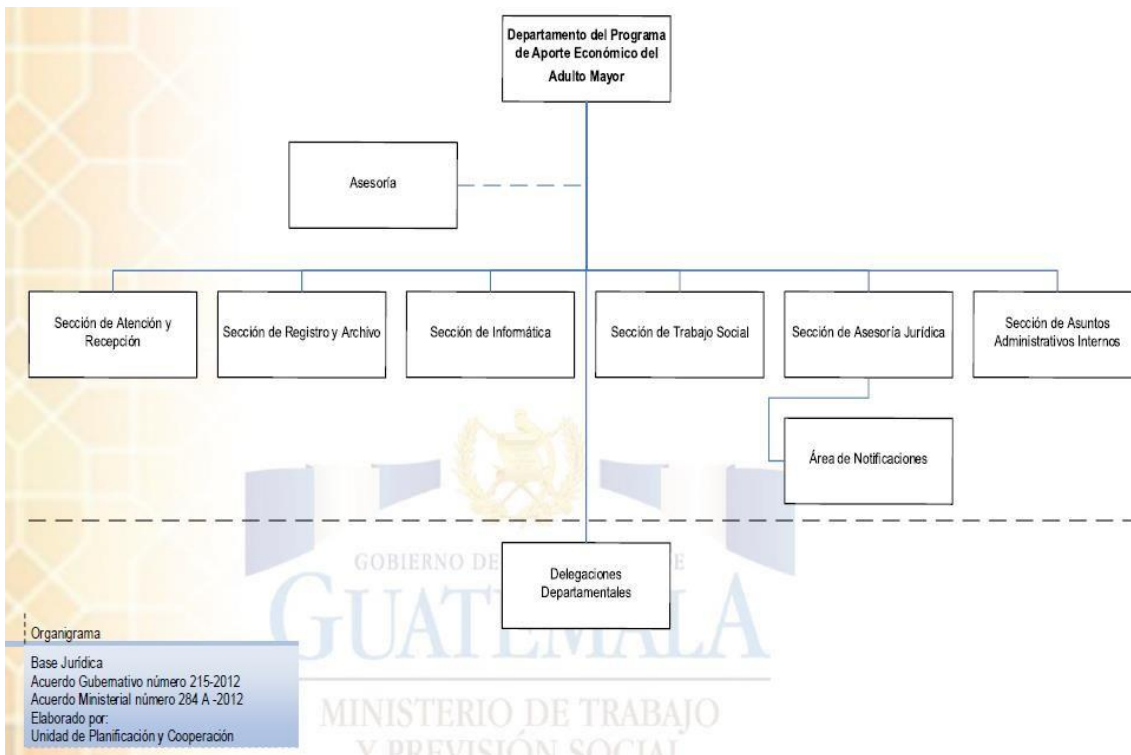 Departamento del Programa
de Aporte Económico del
Adulto Mayor
Asesoría
Sección de Atención y
Recepción
Sección de Registro y Archivo
Sección de Informática
Sección de Trabajo Social
Sección de Asesoría Jurídica
Sección de Asuntos
Administrativos Internos
Área de Notificaciones
Delegaciones
Departamentales
GOBIERNO DE
GUATEMALA
MINISTERIO DE TRABAJO
Y PREVISIÓN SOCIAL
Organigrama
Base Jurídica
Acuerdo Gubernativo número 215-2012
Acuerdo Ministerial número 284 A -2012
Elaborado por:
Unidad de Planificación y Cooperación